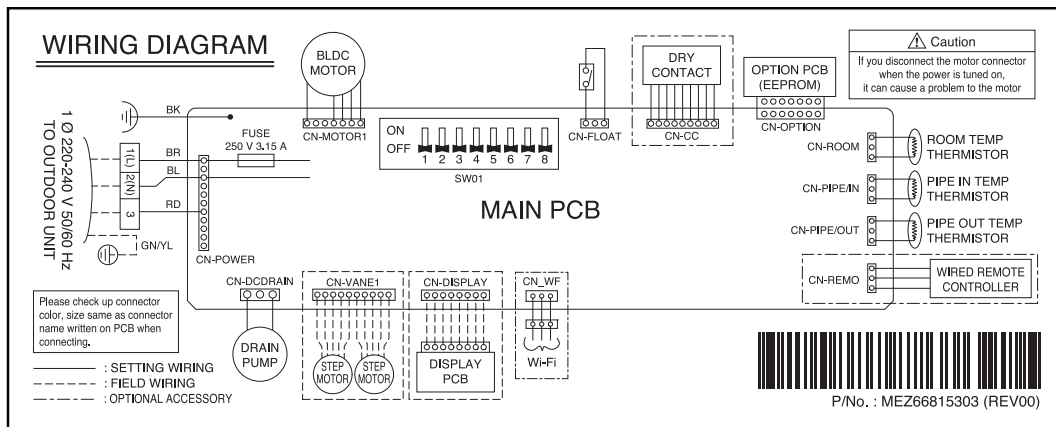 WIRING DIAGRAM
BLDC
MOTOR
CN-MOTOR1
CN-FLOAT
DRY
CONTACT
CN-CC
OPTION PCB
(EEPROM)
CN-OPTION
⚠ Caution
If you disconnect the motor connector
when the power is tuned on,
it can cause a problem to the motor
1 Ø 220-240 V 50/60 Hz
TO OUTDOOR UNIT
BK
1(L)
2(N)
3
BR
BL
RD
GN/YL
FUSE
250 V 3.15 A
CN-POWER
ON
OFF
1 2 3 4 5 6 7 8
SW01
MAIN PCB
CN-ROOM
ROOM TEMP
THERMISTOR
CN-PIPE/IN
PIPE IN TEMP
THERMISTOR
CN-PIPE/OUT
PIPE OUT TEMP
THERMISTOR
CN-REMO
WIRED REMOTE
CONTROLLER
CN-DCDRAIN
DRAIN
PUMP
CN-VANE1
STEP
MOTOR
STEP
MOTOR
CN-DISPLAY
DISPLAY
PCB
CN_WF
Wi-Fi
Please check up connector
color, size same as connector
name written on PCB when
connecting.
: SETTING WIRING
: FIELD WIRING
: OPTIONAL ACCESSORY
P/No. : MEZ66815303 (REV00)